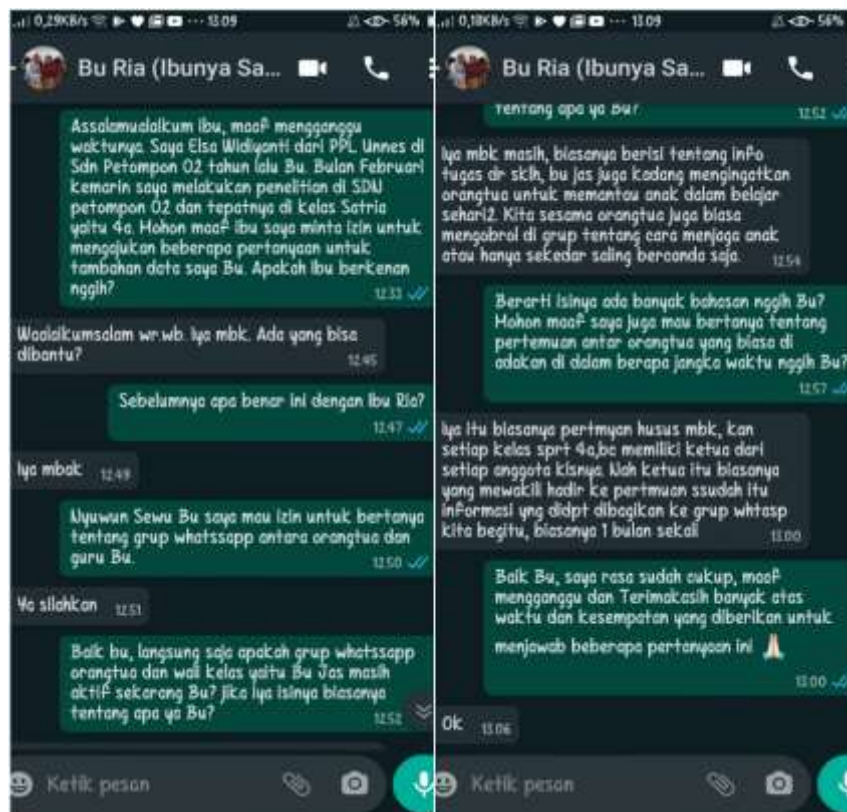 0,29KB/s 13.09 56%
Bu Ria (Ibunya Sa...
Assalamualaikum Ibu, maaf mengganggu
waktunya. Saya Elsa Widiyanti dari PPL Unnes di
Sdn Petompon 02 tahun lalu Bu. Bulan Februari
kemarin saya melakukan penelitian di SDN
petompon 02 dan tepatnya di kelas Satria
yaitu 4a. Mohon maaf ibu saya minta izin untuk
mengajukan beberapa pertanyaan untuk
tambahan data saya Bu. Apakah Ibu berkenan
nggih?
12.33
Waalaikumsalam wr.wb. Iya mbk. Ada yang bisa
dibantu?
12.45
Sebelumnya apa benar ini dengan Ibu Ria?
12.47
Iya mbak 12.49
Nyuwun Sewu Bu saya mau izin untuk bertanya
tentang grup whatssapp antara orangtua dan
guru Bu.
12.50
Ya silahkan 12.51
Baik bu, langsung saja apakah grup whatssapp
orangtua dan wali kelas yaitu Bu Jas masih
aktif sekarang Bu? Jika iya isinya biasanya
tentang apa ya Bu?
12.52
Ketik pesan
0,18KB/s 13.09 56%
Bu Ria (Ibunya Sa...
tentang apa ya Bu?
12.52
Iya mbk masih, biasanya berisi tentang info
tugas dr sklh, bu jas juga kadang mengingatkan
orangtua untuk memantau anak dalam belajar
sehari2. Kita sesama orangtua juga biasa
mengobrol di grup tentang cara menjaga anak
atau hanya sekedar saling bercanda saja.
12.54
Berarti isinya ada banyak bahasan nggih Bu?
Mohon maaf saya juga mau bertanya tentang
pertemuan antar orangtua yang biasa di
adakan di dalam berapa jangka waktu nggih Bu?
12.57
Iya itu biasanya pertmyan husus mbk, kan
setiap kelas sprt 4a,bc memiliki ketua dari
setiap anggota klsnya. Nah ketua itu biasanya
yang mewakili hadir ke pertmuan ssudah itu
informasi yng didpt dibagikan ke grup whtasp
kita begitu, biasanya 1 bulan sekali
13.00
Baik Bu, saya rasa sudah cukup, maaf
mengganggu dan Terimakasih banyak atas
waktu dan kesempatan yang diberikan untuk
menjawab beberapa pertanyaan ini 🙏🏻
13.00
Ok 13.06
Ketik pesan